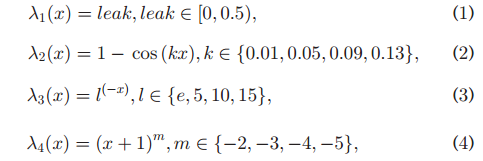 λ₁(x) = leak, leak ∈ [0, 0.5), (1)
λ₂(x) = 1 − cos (kx), k ∈ {0.01, 0.05, 0.09, 0.13}, (2)
λ₃(x) = l⁽⁻ˣ⁾, l ∈ {e, 5, 10, 15}, (3)
λ₄(x) = (x + 1)ᵐ, m ∈ {−2, −3, −4, −5}, (4)